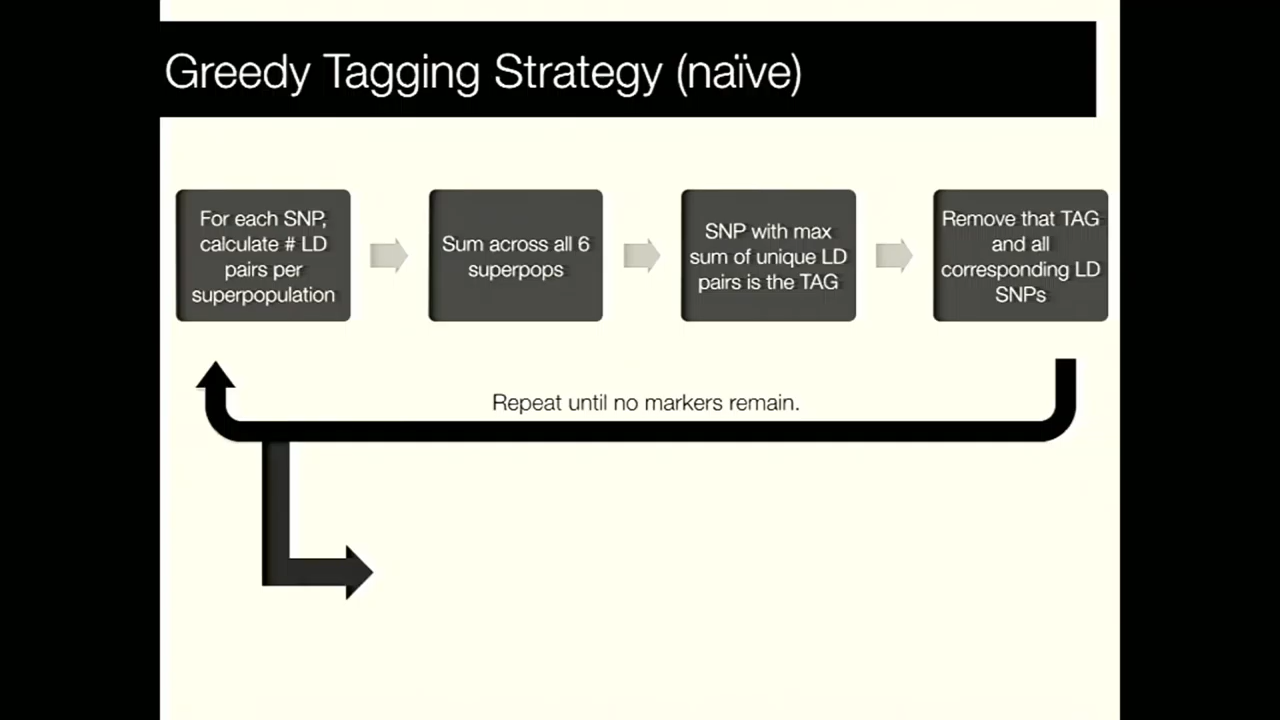 Greedy Tagging Strategy (naïve)
For each SNP,
calculate # LD
pairs per
superpopulation
Sum across all 6
superpops
SNP with max
sum of unique LD
pairs is the TAG
Remove that TAG
and all
corresponding LD
SNPs
Repeat until no markers remain.